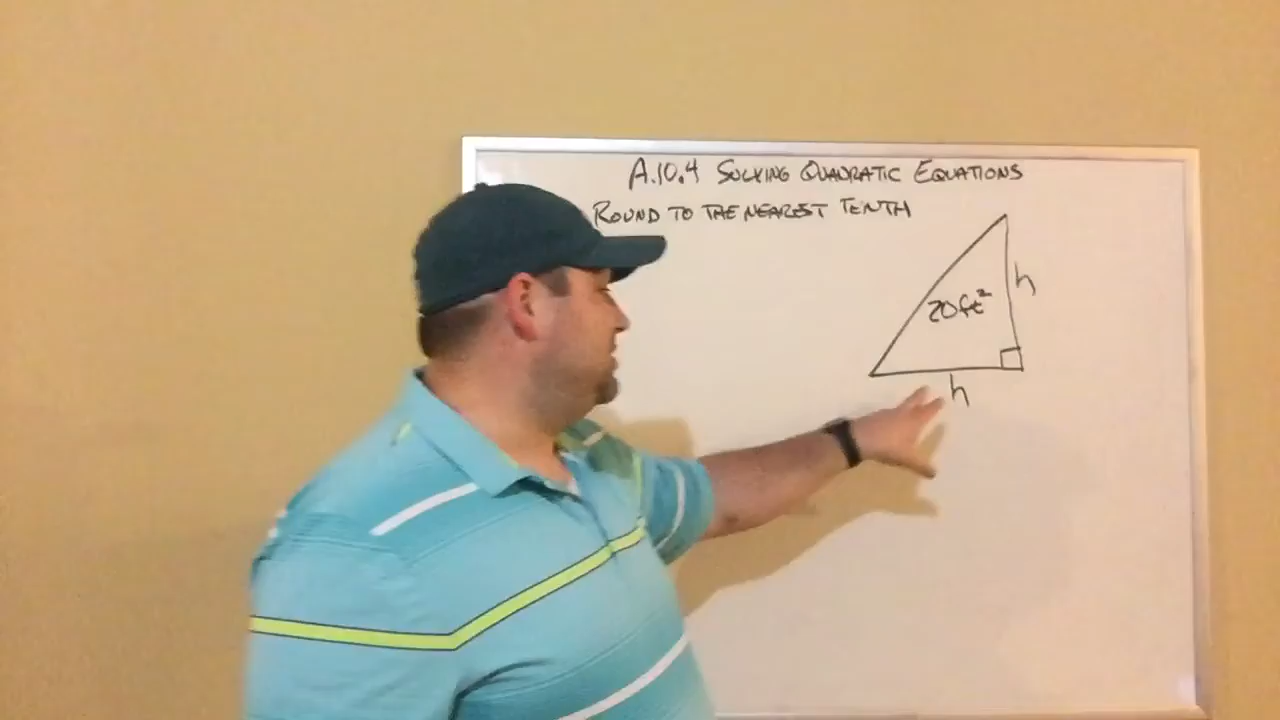 A.10.4 SOLVING QUADRATIC EQUATIONS
ROUND TO THE NEAREST TENTH
h
20ft²
h